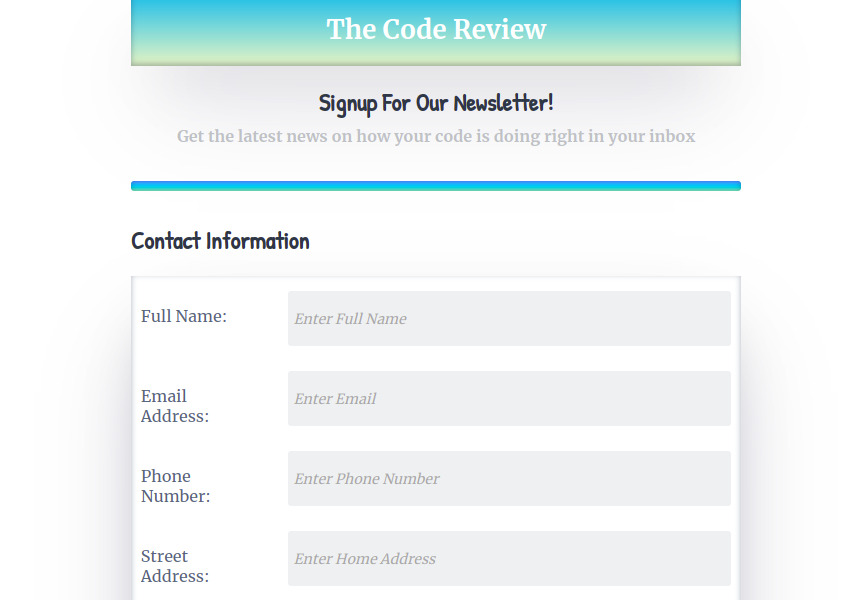 The Code Review
Signup For Our Newsletter!
Get the latest news on how your code is doing right in your inbox
Contact Information
Full Name:
Enter Full Name
Email
Address:
Enter Email
Phone
Number:
Enter Phone Number
Street
Address:
Enter Home Address